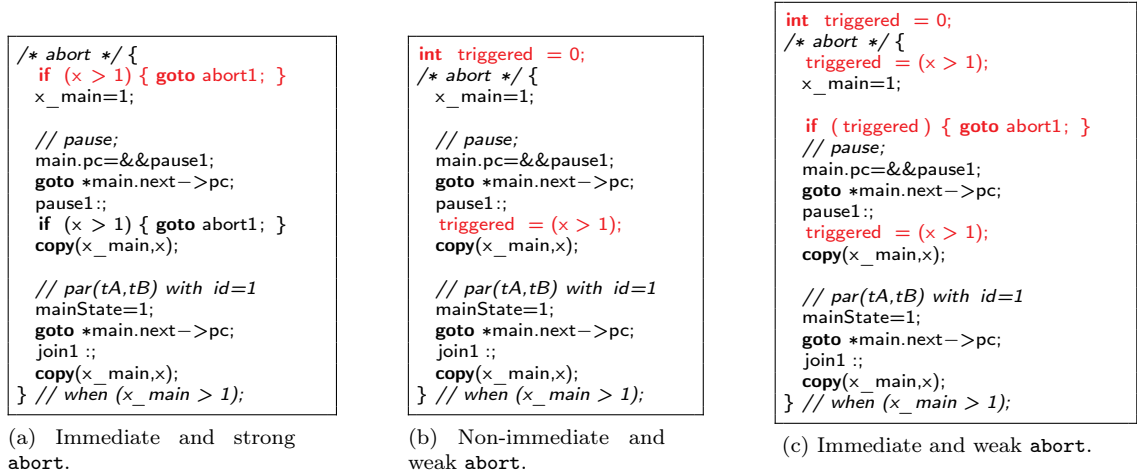 /* abort */ {
if (x > 1) { goto abort1; }
x_main=1;
// pause;
main.pc=&&pause1;
goto *main.next−>pc;
pause1:;
if (x > 1) { goto abort1; }
copy(x_main,x);
// par(tA,tB) with id=1
mainState=1;
goto *main.next−>pc;
join1 :;
copy(x_main,x);
} // when (x_main > 1);
(a) Immediate and strong
abort.
int triggered = 0;
/* abort */ {
x_main=1;
// pause;
main.pc=&&pause1;
goto *main.next−>pc;
pause1:;
triggered = (x > 1);
copy(x_main,x);
// par(tA,tB) with id=1
mainState=1;
goto *main.next−>pc;
join1 :;
copy(x_main,x);
} // when (x_main > 1);
(b) Non-immediate and
weak abort.
int triggered = 0;
/* abort */ {
triggered = (x > 1);
x_main=1;
if ( triggered ) { goto abort1; }
// pause;
main.pc=&&pause1;
goto *main.next−>pc;
pause1:;
triggered = (x > 1);
copy(x_main,x);
// par(tA,tB) with id=1
mainState=1;
goto *main.next−>pc;
join1 :;
copy(x_main,x);
} // when (x_main > 1);
(c) Immediate and weak abort.